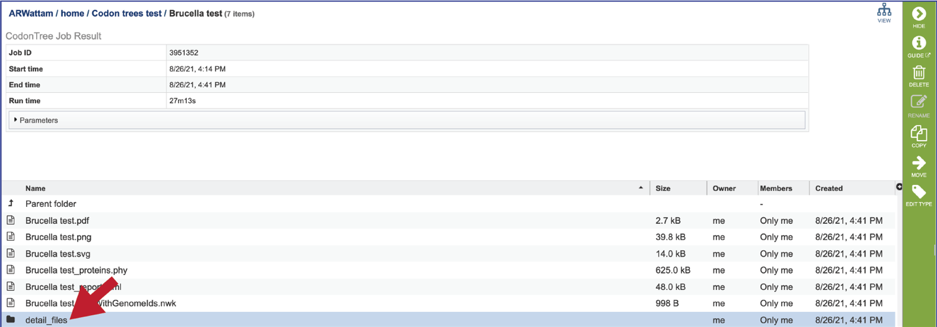 ARWattam / home / Codon trees test / Brucella test (7 items)
VIEW
CodonTree Job Result
Job ID 3951352
Start time 8/26/21, 4:14 PM
End time 8/26/21, 4:41 PM
Run time 27m13s
Parameters
HIDE
GUIDE
DELETE
RENAME
COPY
MOVE
EDIT TYPE
Name Size Owner Members Created
Parent folder -
Brucella test.pdf 2.7 kB me Only me 8/26/21, 4:41 PM
Brucella test.png 39.8 kB me Only me 8/26/21, 4:41 PM
Brucella test.svg 14.0 kB me Only me 8/26/21, 4:41 PM
Brucella test_proteins.phy 625.0 kB me Only me 8/26/21, 4:41 PM
Brucella 48.0 kB me Only me 8/26/21, 4:41 PM
Brucella 998 B me Only me 8/26/21, 4:41 PM
detail_files me Only me 8/26/21, 4:41 PM